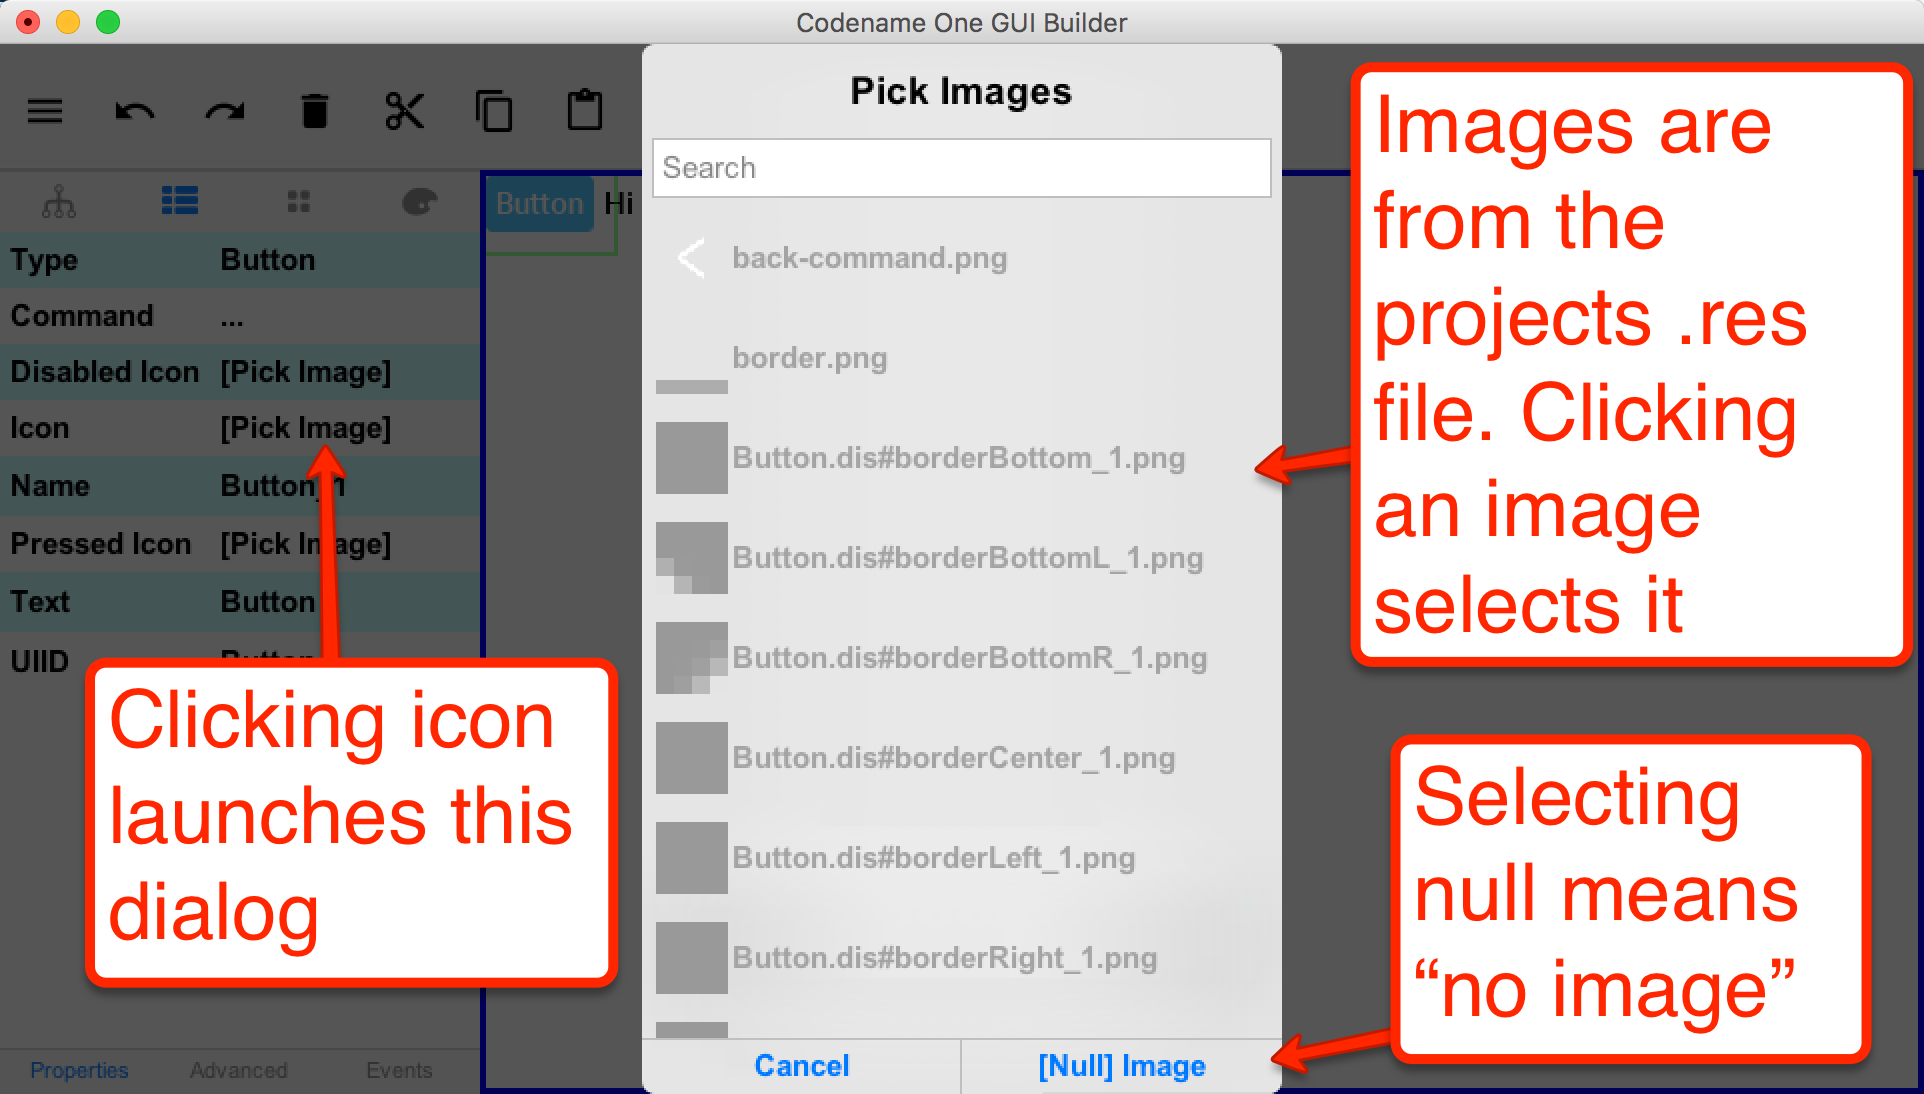 Codename One GUI Builder
Pick Images
Search
Button Hi
Type Button
Command ...
Disabled Icon [Pick Image]
Icon [Pick Image]
Name Button_1
Pressed Icon [Pick Image]
Text Button
UIID Button
back-command.png
border.png
Button.dis#borderBottom_1.png
Button.dis#borderBottomL_1.png
Button.dis#borderBottomR_1.png
Button.dis#borderCenter_1.png
Button.dis#borderLeft_1.png
Button.dis#borderRight_1.png
Cancel
[Null] Image
Images are
from the
projects .res
file. Clicking
an image
selects it
Clicking icon
launches this
dialog
Selecting
null means
“no image”
Properties
Advanced
Events